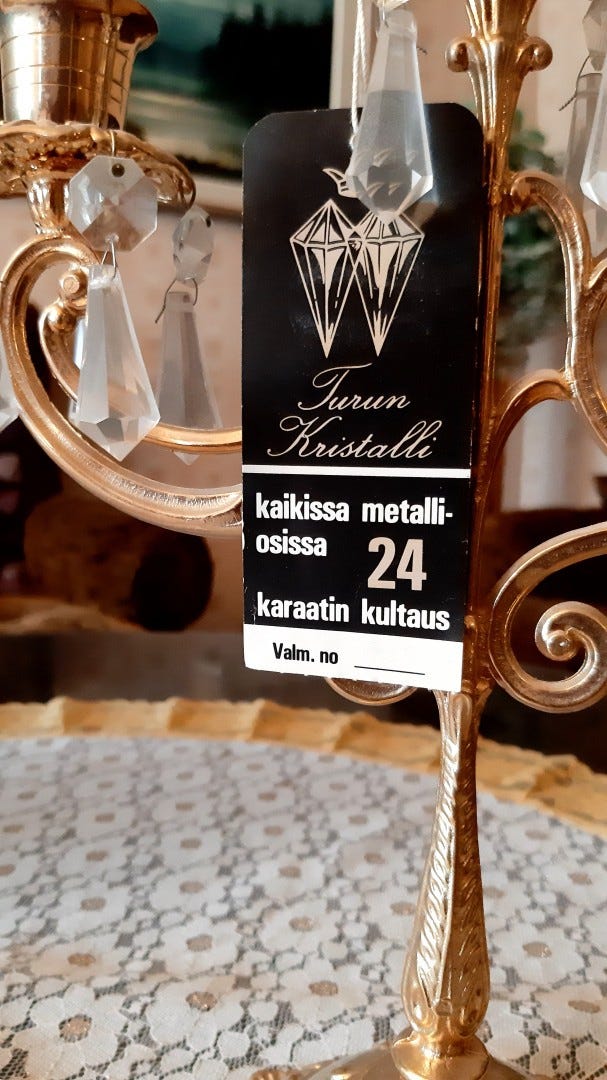 Turun
Kristalli
kaikissa metalli-
osissa 24
karaatin kultaus
Valm. no